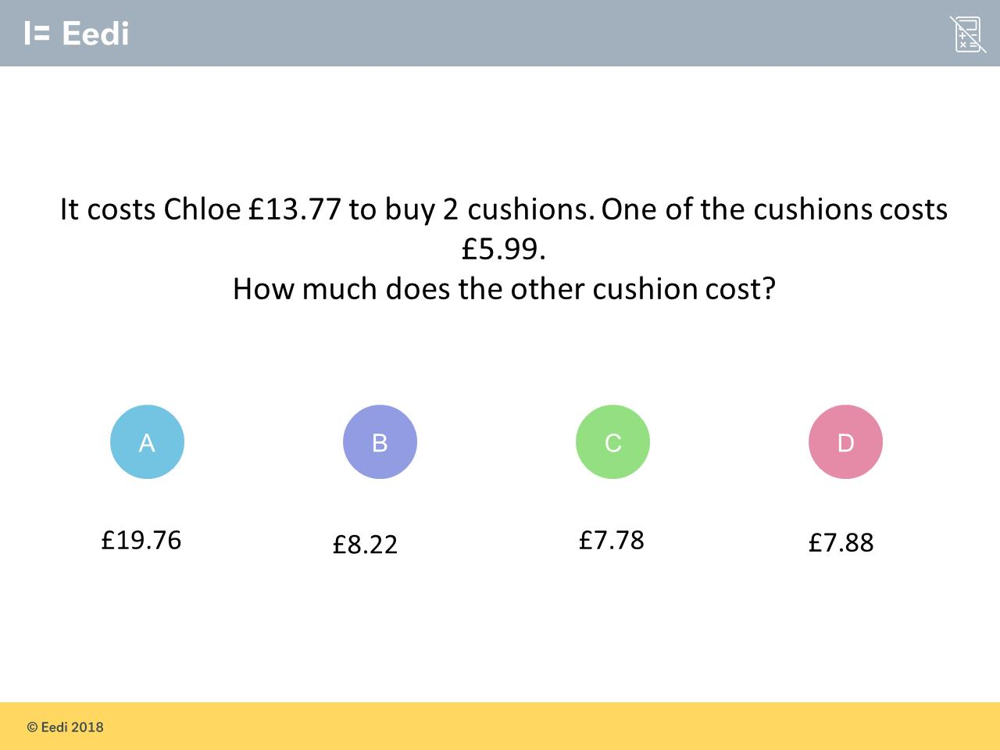 Eedi
It costs Chloe £13.77 to buy 2 cushions. One of the cushions costs
£5.99.
How much does the other cushion cost?
A B C D
£19.76 £8.22 £7.78 £7.88
© Eedi 2018